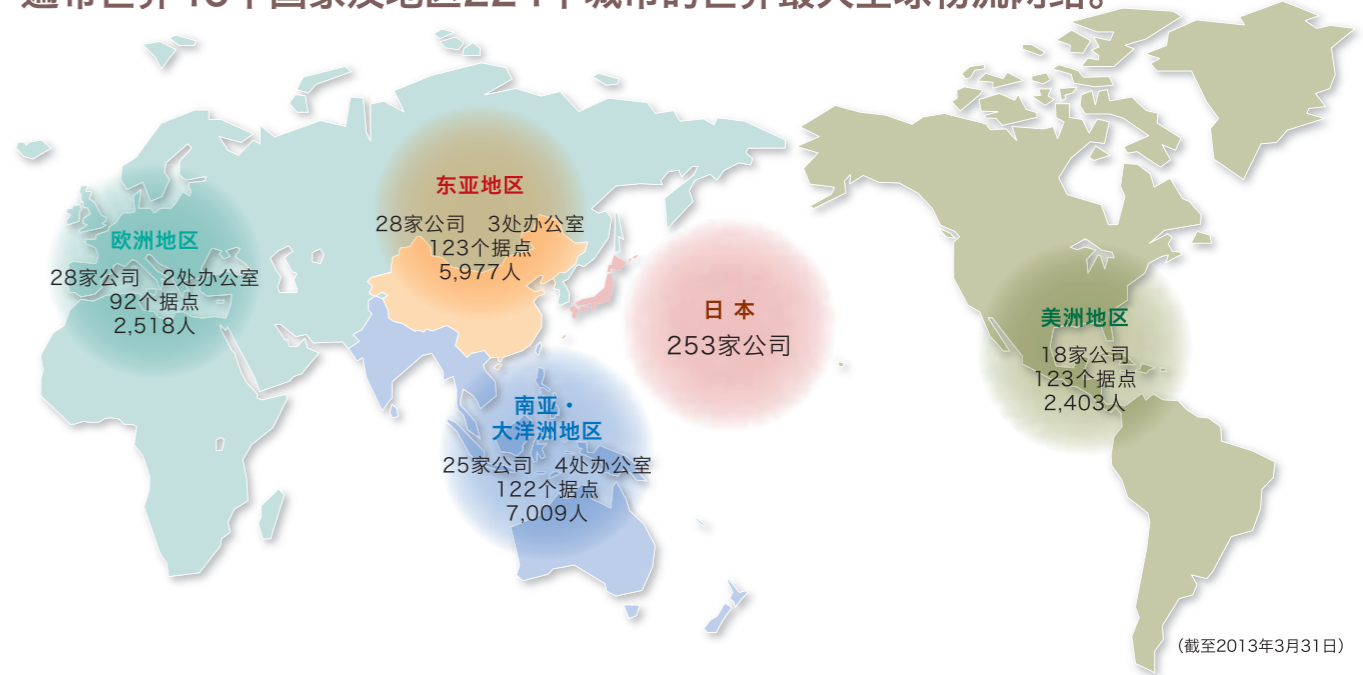 东亚地区
28家公司　3处办公室
123个据点
5,977人
欧洲地区
28家公司　2处办公室
92个据点
2,518人
日 本
253家公司
美洲地区
18家公司
123个据点
2,403人
南亚・
大洋洲地区
25家公司　4处办公室
122个据点
7,009人
（截至2013年3月31日）